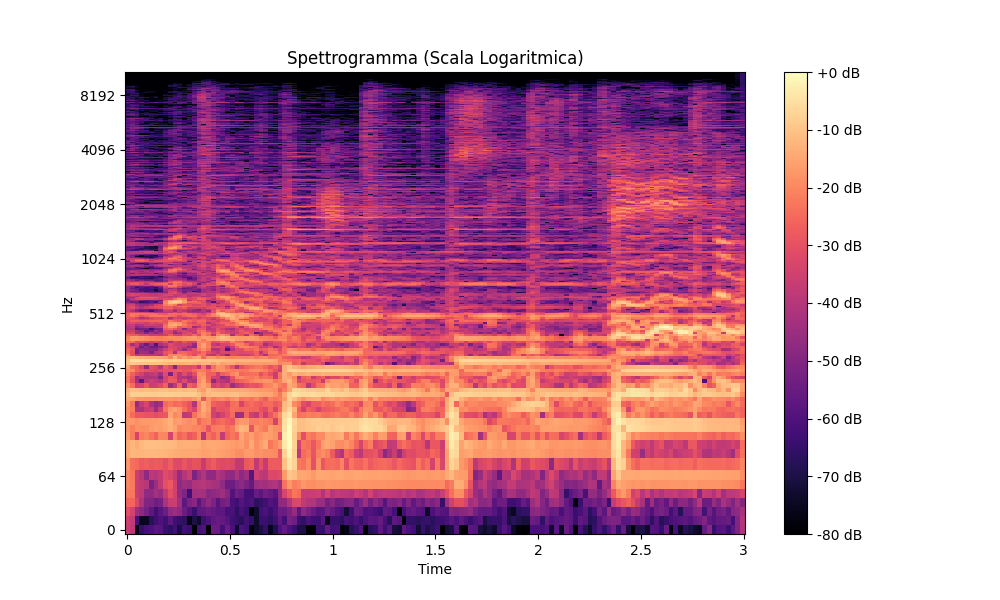 Spettrogramma (Scala Logaritmica)
Hz
8192
4096
2048
1024
512
256
128
64
0
0 0.5 1 1.5 2 2.5 3
Time
+0 dB
-10 dB
-20 dB
-30 dB
-40 dB
-50 dB
-60 dB
-70 dB
-80 dB